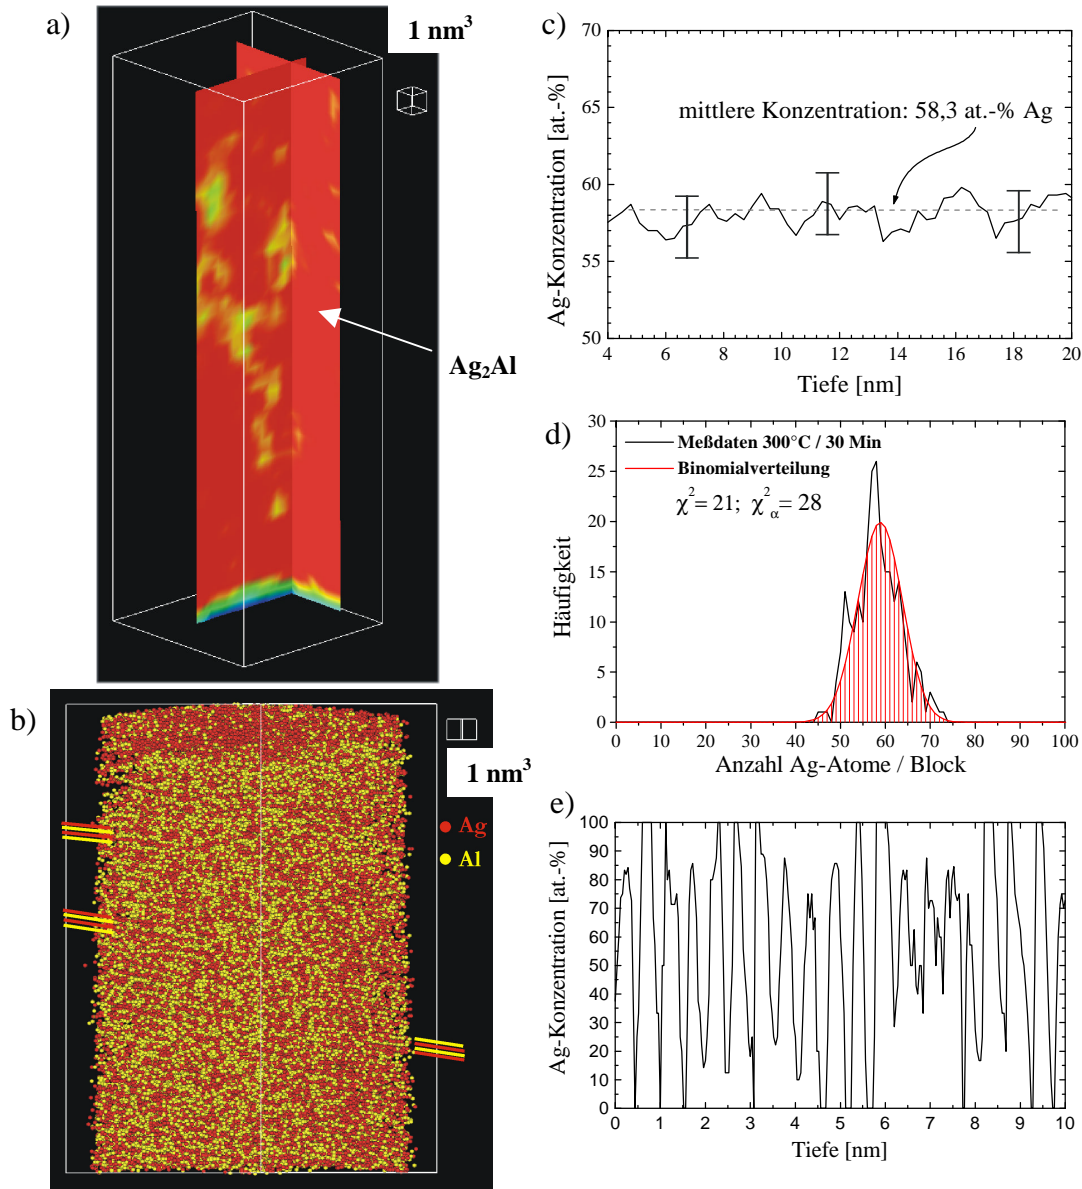 a)
1 nm³
Ag₂Al
b)
1 nm³
Ag
Al
c)
Ag-Konzentration [at.-%]
70
65
60
55
50
mittlere Konzentration: 58,3 at.-% Ag
4 6 8 10 12 14 16 18 20
Tiefe [nm]
d)
Häufigkeit
30
25
20
15
10
5
0
Meßdaten 300°C / 30 Min
Binomialverteilung
χ² = 21; χ²α = 28
0 10 20 30 40 50 60 70 80 90 100
Anzahl Ag-Atome / Block
e)
Ag-Konzentration [at.-%]
100
90
80
70
60
50
40
30
20
10
0
0 1 2 3 4 5 6 7 8 9 10
Tiefe [nm]